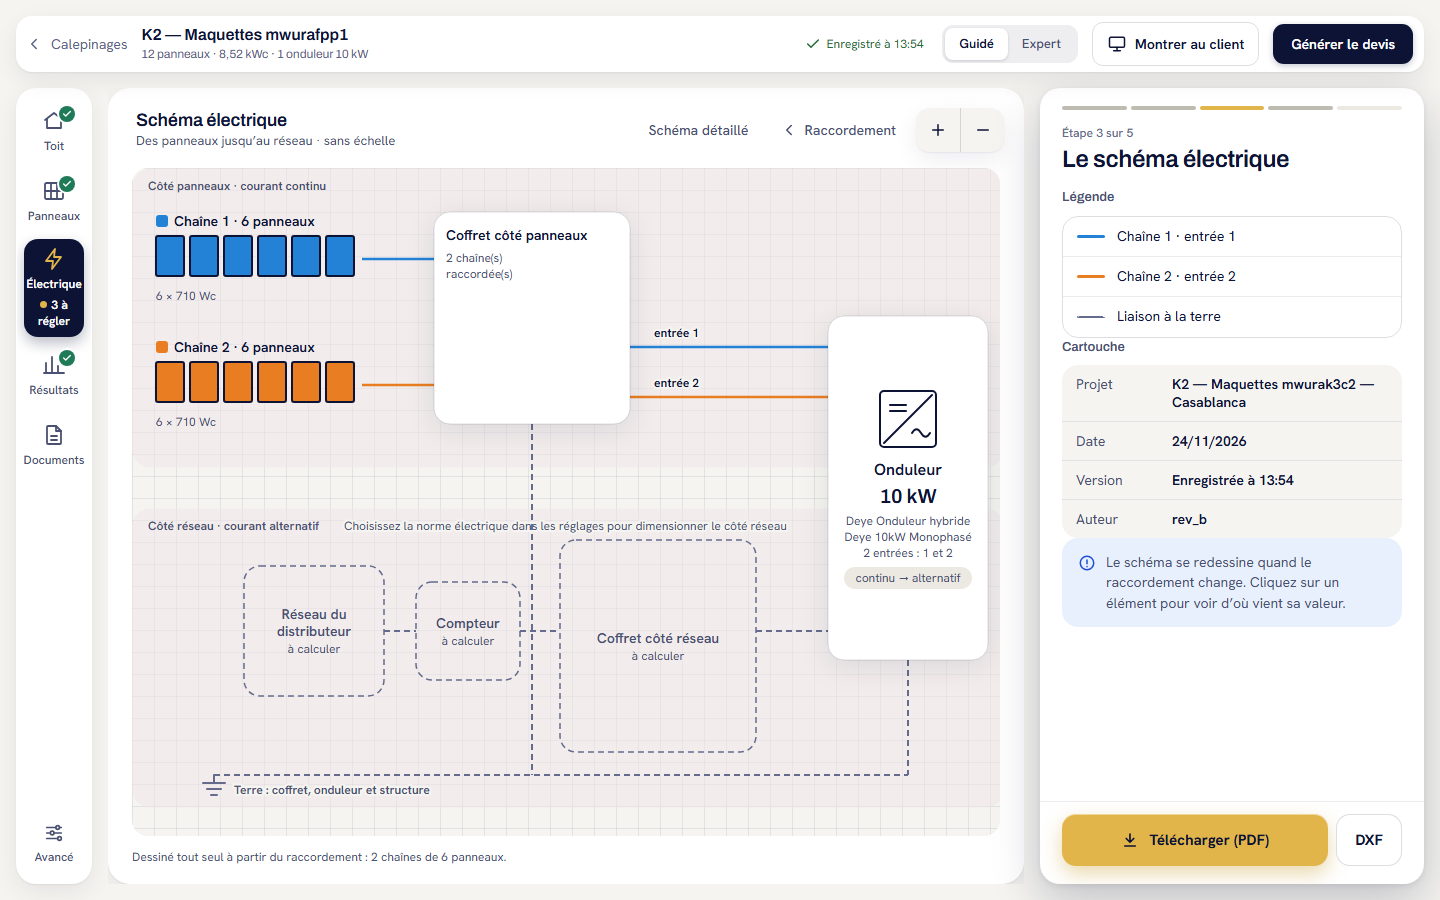 Calepinages
K2 — Maquettes mwurafpp1
12 panneaux · 8,52 kWc · 1 onduleur 10 kW
Enregistré à 13:54
Guidé
Expert
Montrer au client
Générer le devis
Toit
Panneaux
Électrique
3 à
régler
Résultats
Documents
Avancé
Schéma électrique
Des panneaux jusqu’au réseau · sans échelle
Schéma détaillé
Raccordement
+
−
Côté panneaux · courant continu
Chaîne 1 · 6 panneaux
6 × 710 Wc
Chaîne 2 · 6 panneaux
6 × 710 Wc
Coffret côté panneaux
2 chaîne(s)
raccordée(s)
entrée 1
entrée 2
Onduleur
10 kW
Deye Onduleur hybride
Deye 10kW Monophasé
2 entrées : 1 et 2
continu → alternatif
Côté réseau · courant alternatif
Choisissez la norme électrique dans les réglages pour dimensionner le côté réseau
Réseau du
distributeur
à calculer
Compteur
à calculer
Coffret côté réseau
à calculer
Terre : coffret, onduleur et structure
Dessiné tout seul à partir du raccordement : 2 chaînes de 6 panneaux.
Étape 3 sur 5
Le schéma électrique
Légende
Chaîne 1 · entrée 1
Chaîne 2 · entrée 2
Liaison à la terre
Cartouche
Projet
K2 — Maquettes mwurak3c2 —
Casablanca
Date
24/11/2026
Version
Enregistrée à 13:54
Auteur
rev_b
Le schéma se redessine quand le
raccordement change. Cliquez sur un
élément pour voir d’où vient sa valeur.
Télécharger (PDF)
DXF